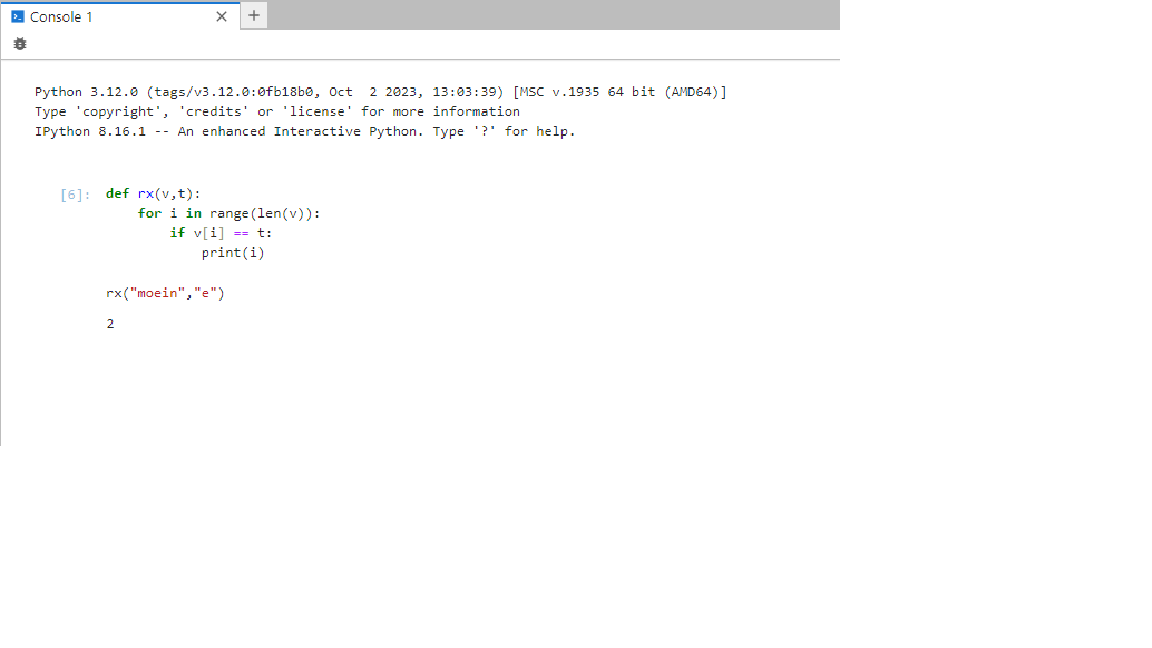 Console 1
Python 3.12.0 (tags/v3.12.0:0fb18b0, Oct  2 2023, 13:03:39) [MSC v.1935 64 bit (AMD64)]
Type 'copyright', 'credits' or 'license' for more information
IPython 8.16.1 -- An enhanced Interactive Python. Type '?' for help.
[6]: def rx(v,t):
    for i in range(len(v)):
        if v[i] == t:
            print(i)
rx("moein","e")
2